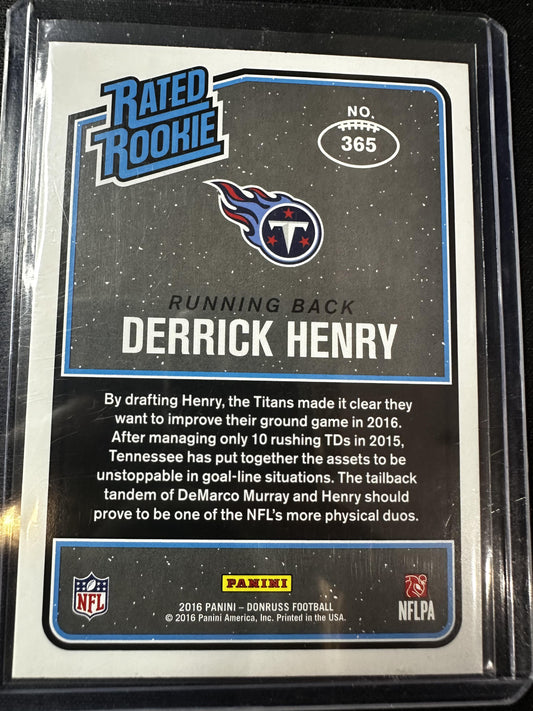 RATED
ROOKIE
NO.
365
T
RUNNING BACK
DERRICK HENRY
By drafting Henry, the Titans made it clear they
want to improve their ground game in 2016.
After managing only 10 rushing TDs in 2015,
Tennessee has put together the assets to be
unstoppable in goal-line situations. The tailback
tandem of DeMarco Murray and Henry should
prove to be one of the NFL's more physical duos.
NFL
PANINI
NFLPA
2016 PANINI – DONRUSS FOOTBALL
© 2016 Panini America, Inc. Printed in the USA.